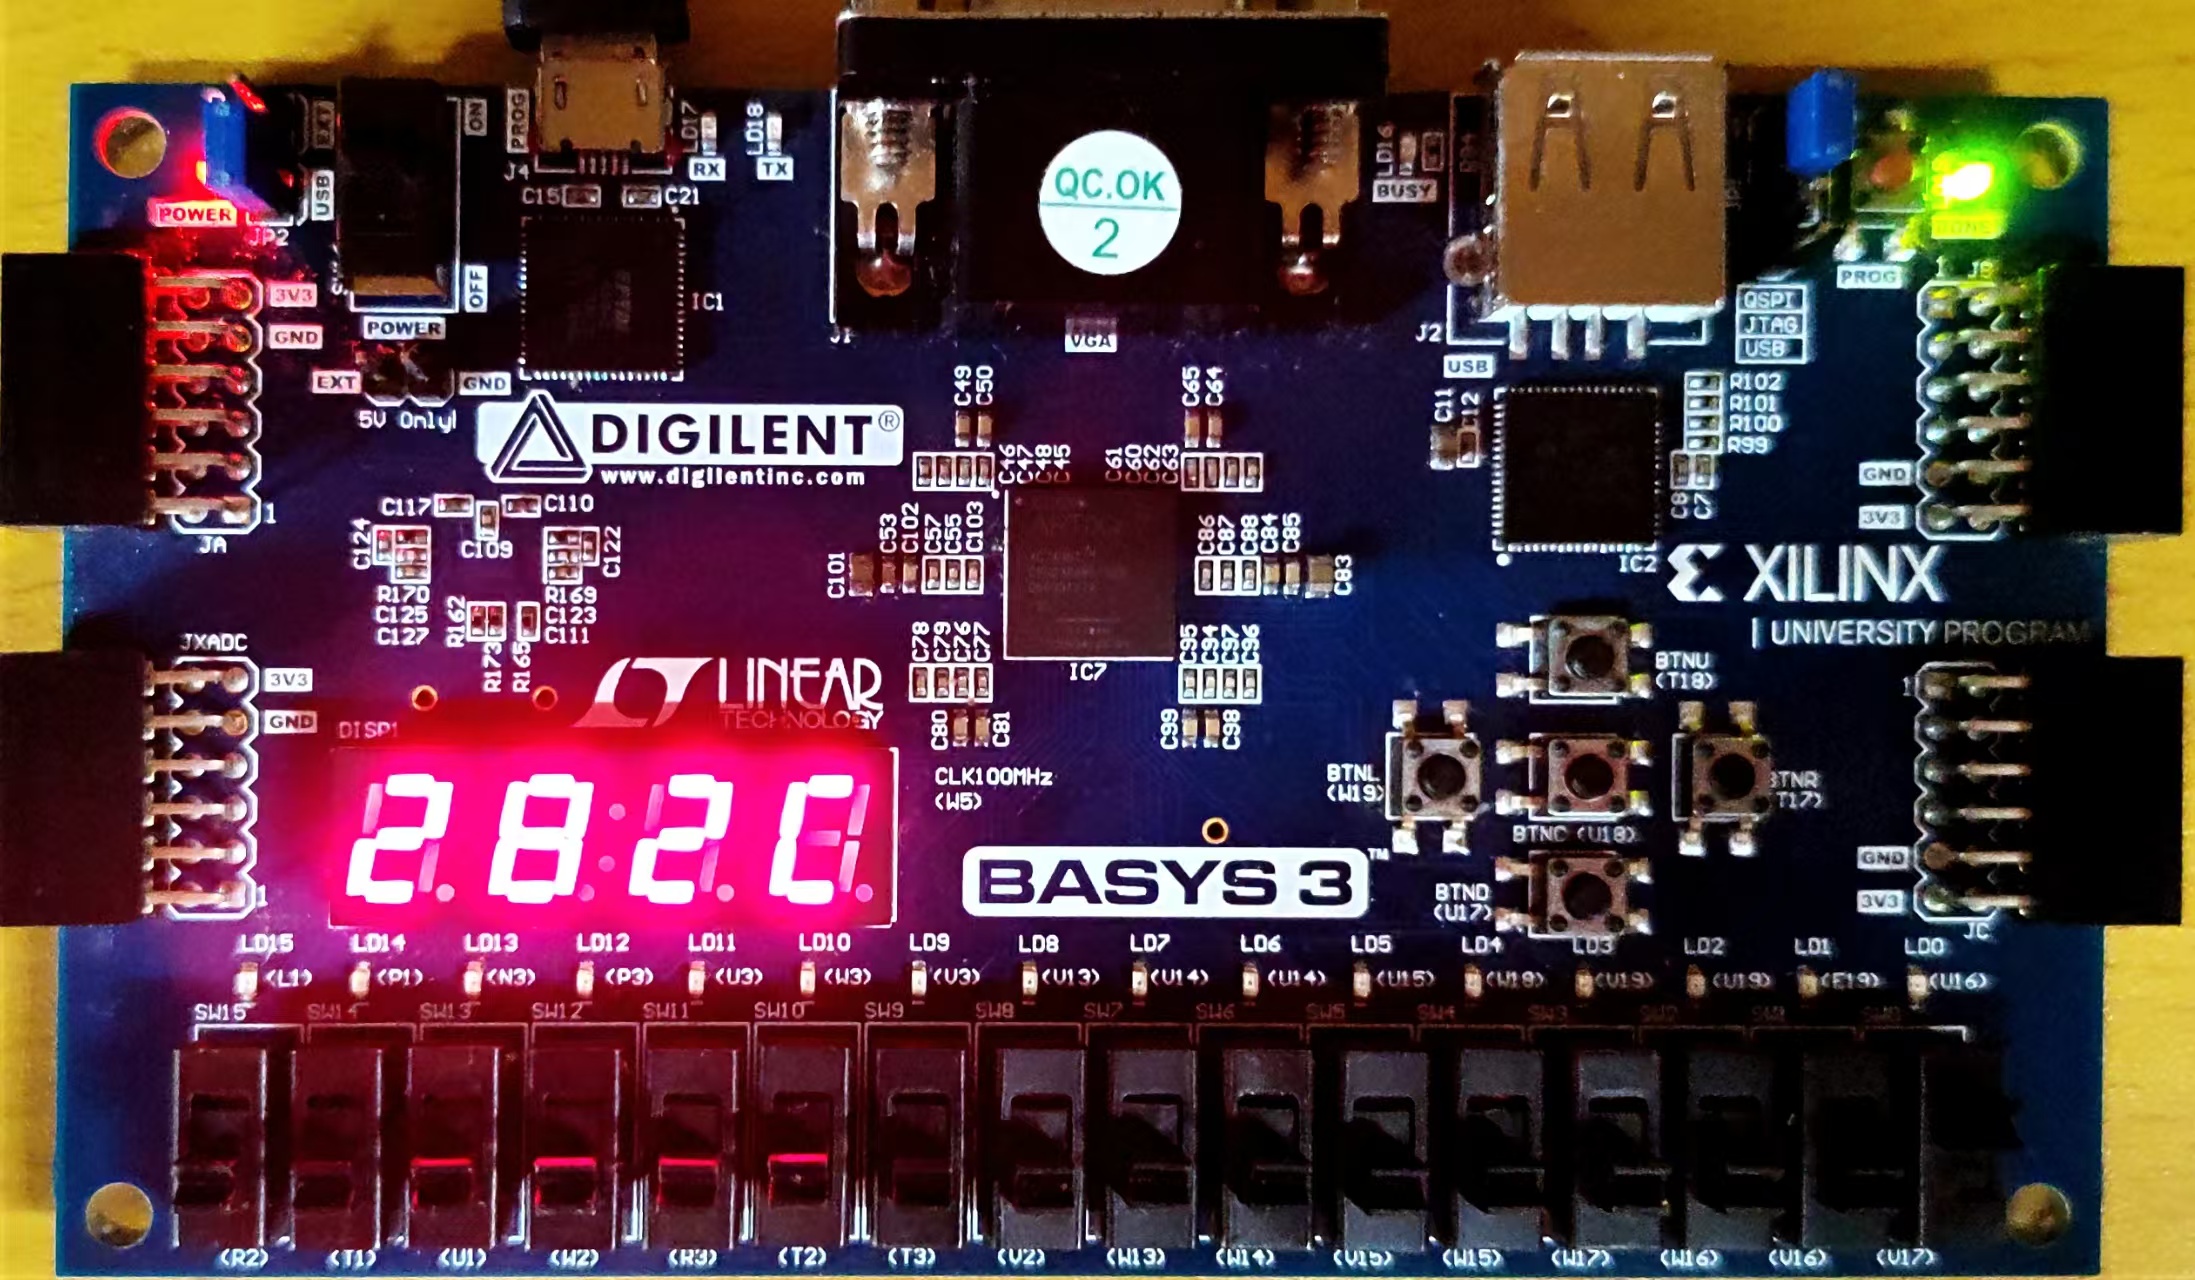 QC.OK
2
ON
EXT
USB
OFF
PROG
J4
LD17
RX
LD18
TX
C15
C21
LD16
BUSY
POWER
JP2
3V3
GND
POWER
EXT
GND
5V Only!
IC1
J1
VGA
J2
USB
PROG
QSPI
JTAG
USB
R102
R101
R100
R99
DIGILENT®
www.digilentinc.com
C49
C50
C65
C64
C46
C47
C48
C45
C61
C60
C62
C63
C11
C12
C8
C7
GND
3V3
JA
1
C117
C110
C109
C124
C122
R170
C125
C127
R169
C123
C111
R162
R173
R165
C101
C53
C102
C57
C55
C103
C86
C87
C88
C84
C85
C83
IC2
XILINX
UNIVERSITY PROGRAM
JXADC
3V3
GND
1
C78
C79
C76
C77
C80
C81
C95
C94
C97
C96
C99
C98
IC7
LINEAR
TECHNOLOGY
DISP1
282C
CLK100MHz
(W5)
BASYS 3™
BTNU
(T18)
BTNL
(W19)
BTNC (U18)
BTND
(U17)
1
GND
3V3
JC
LD15 LD14 LD13 LD12 LD11 LD10 LD9 LD8 LD7 LD6 LD5 LD4 LD3 LD2 LD1 LD0
(L1) (P1) (N3) (P3) (U3) (W3) (V3) (V13) (V14) (U14) (U15) (W18) (V19) (U19) (E19) (U16)
SW15 SW14 SW13 SW12 SW11 SW10 SW9 SW8 SW7 SW6 SW5 SW4 SW3
(R2) (T1) (U1) (W2) (R3) (T2) (T3) (V2) (W13) (W14) (V15) (W15) (W17) (W16) (V16) (V17)